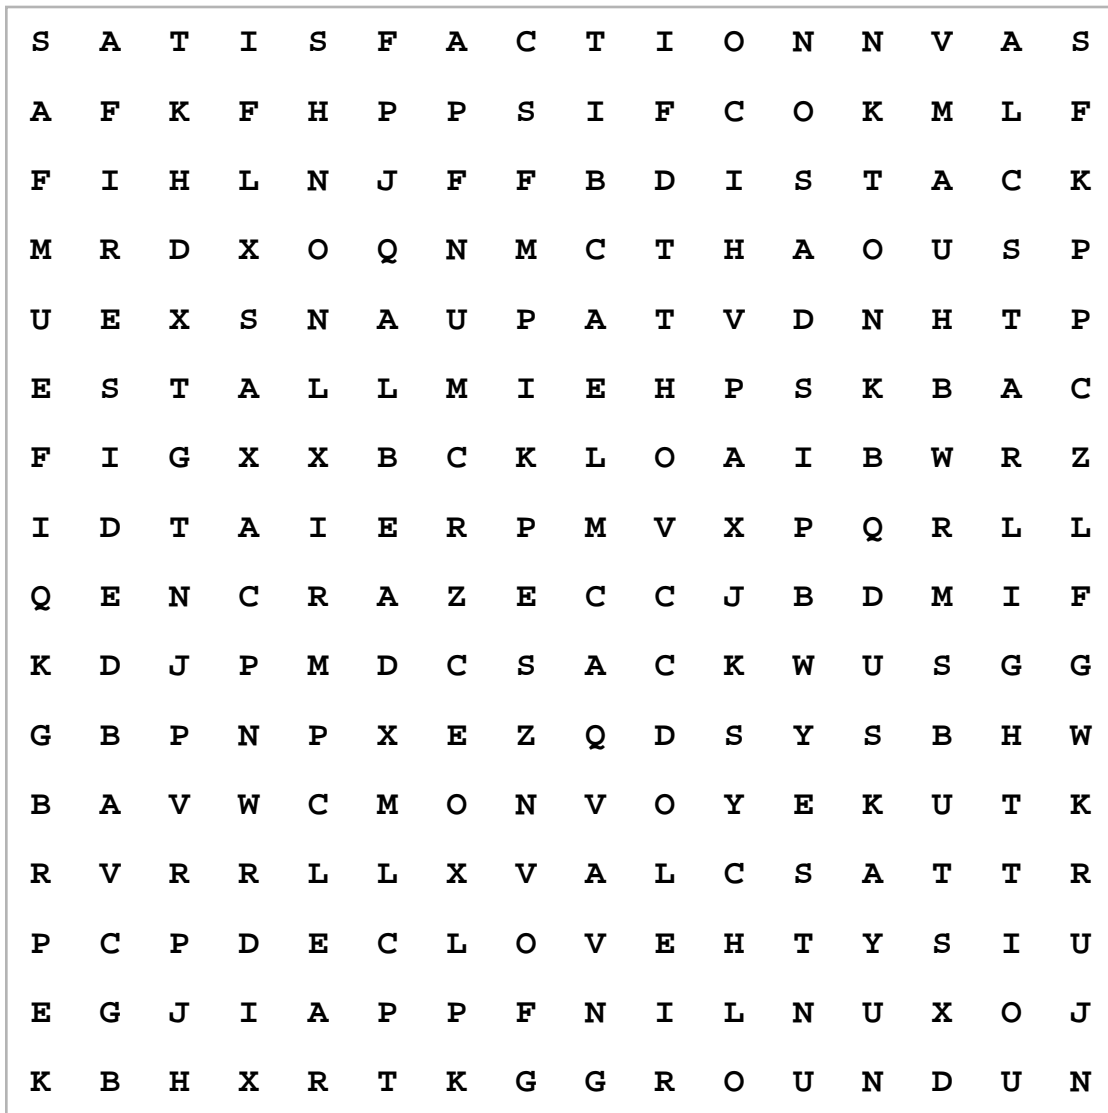 S A T I S F A C T I O N N V A S
A F K F H P P S I F C O K M L F
F I H L N J F F B D I S T A C K
M R D X O Q N M C T H A O U S P
U E X S N A U P A T V D N H T P
E S T A L L M I E H P S K B A C
F I G X X B C K L O A I B W R Z
I D T A I E R P M V X P Q R L L
Q E N C R A Z E C C J B D M I F
K D J P M D C S A C K W U S G G
G B P N P X E Z Q D S Y S B H W
B A V W C M O N V O Y E K U T K
R V R R L L X V A L C S A T T R
P C P D E C L O V E H T Y S I U
E G J I A P P F N I L N U X O J
K B H X R T K G G R O U N D U N